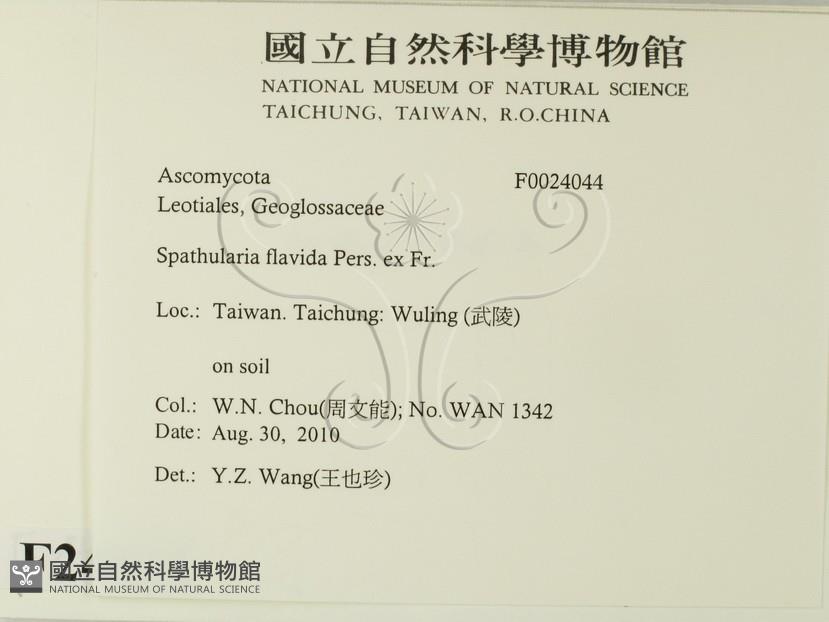 國立自然科學博物館
NATIONAL MUSEUM OF NATURAL SCIENCE
TAICHUNG, TAIWAN, R.O.CHINA
Ascomycota F0024044
Leotiales, Geoglossaceae
Spathularia flavida Pers. ex Fr.
Loc.: Taiwan. Taichung: Wuling (武陵)
on soil
Col.: W.N. Chou(周文能); No. WAN 1342
Date: Aug. 30, 2010
Det.: Y.Z. Wang(王也珍)
國立自然科學博物館
NATIONAL MUSEUM OF NATURAL SCIENCE